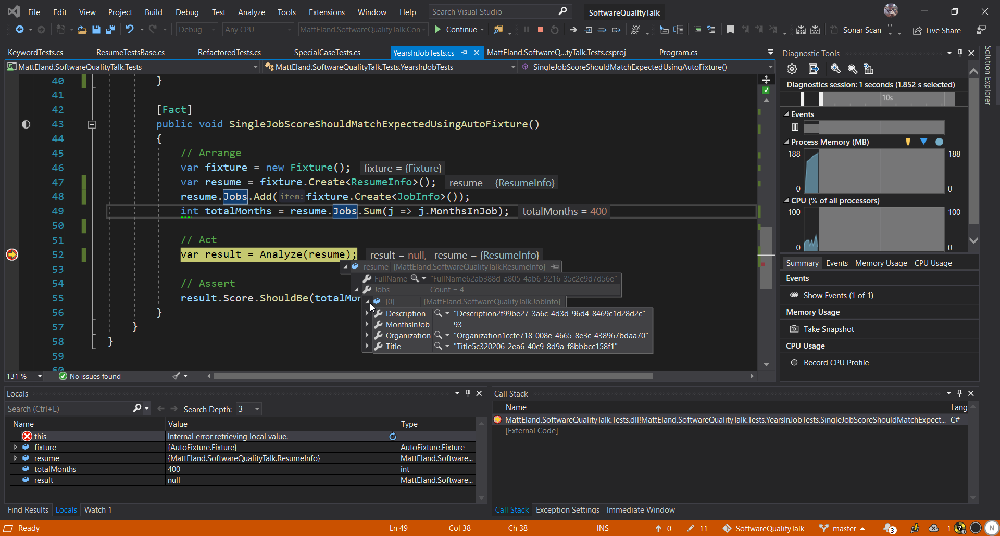 File Edit View Project Build Debug Test Analyze Tools Extensions Window Help Search Visual Studio SoftwareQualityTalk
Debug Any CPU MattEland.SoftwareQualityTalk.Con Continue Sonar Scan Live Share
KeywordTests.cs ResumeTestsBase.cs RefactoredTests.cs SpecialCaseTests.cs YearsInJobTests.cs MattEland.SoftwareQ...tyTalk.Tests.csproj Program.cs
MattEland.SoftwareQualityTalk.Tests MattEland.SoftwareQualityTalk.Tests.YearsInJobTests SingleJobScoreShouldMatchExpectedUsingAutoFixture()
40 }
41
42 [Fact]
43 public void SingleJobScoreShouldMatchExpectedUsingAutoFixture()
44 {
45 // Arrange
46 var fixture = new Fixture(); fixture = {Fixture}
47 var resume = fixture.Create<ResumeInfo>(); resume = {ResumeInfo}
48 resume.Jobs.Add(item:fixture.Create<JobInfo>());
49 int totalMonths = resume.Jobs.Sum(j => j.MonthsInJob); totalMonths = 400
50
51 // Act
52 var result = Analyze(resume); result = null, resume = {ResumeInfo}
53
54 // Assert
55 result.Score.ShouldBe(totalMor
56 }
57 }
58 }
59
60
resume {MattEland.SoftwareQualityTalk.ResumeInfo}
FullName "FullName62ab388d-a805-4ab6-9216-35c2e9d7d56e"
Jobs Count = 4
[0] {MattEland.SoftwareQualityTalk.JobInfo}
Description "Description2f99be27-3a6c-4d3d-96d4-8469c1d28d2c"
MonthsInJob 93
Organization "Organization1ccfe718-008e-4665-8e3c-438967bdaa70"
Title "Title5c320206-2ea6-40c9-8d9a-f8bbbcc158f1"
131 % No issues found
Diagnostic Tools
Diagnostics session: 1 seconds (1.852 s selected)
10s
Events
Process Memory (MB)
188 188
0 0
CPU (% of all processors)
100 100
0 0
Summary Events Memory Usage CPU Usage
Events
Show Events (1 of 1)
Memory Usage
Take Snapshot
CPU Usage
Record CPU Profile
Solution Explorer
Locals
Search (Ctrl+E) Search Depth: 3
Name Value Type
this Internal error retrieving local value.
fixture {AutoFixture.Fixture} AutoFixture.Fixture
resume {MattEland.SoftwareQualityTalk.ResumeInfo} MattEland.Software...
totalMonths 400 int
result null MattEland.Software...
Find Results Locals Watch 1
Call Stack
Name Lang
MattEland.SoftwareQualityTalk.Tests.dll!MattEland.SoftwareQualityTalk.Tests.YearsInJobTests.SingleJobScoreShouldMatchExpect... C#
[External Code]
Call Stack Exception Settings Immediate Window
Ready Ln 49 Col 38 Ch 38 INS 0 11 SoftwareQualityTalk master 3 1 N